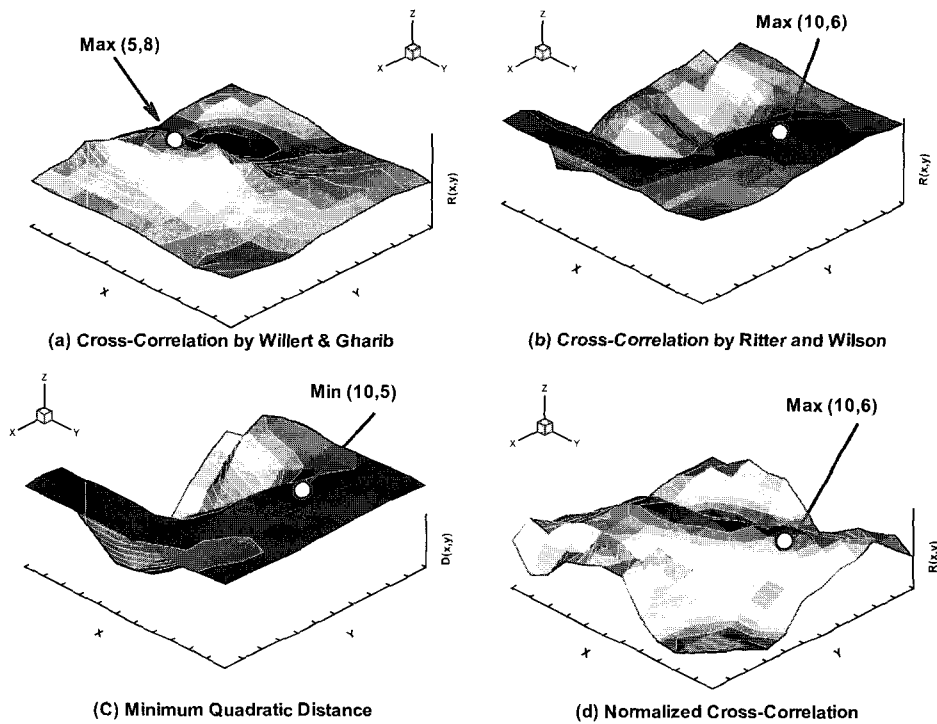 Max (5,8)
Z
X
Y
R(x,y)
X
Y
(a) Cross-Correlation by Willert & Gharib
Max (10,6)
Z
X
Y
R(x,y)
X
Y
(b) Cross-Correlation by Ritter and Wilson
Min (10,5)
Z
X
Y
D(x,y)
X
Y
(C) Minimum Quadratic Distance
Max (10,6)
Z
X
Y
R(x,y)
X
Y
(d) Normalized Cross-Correlation